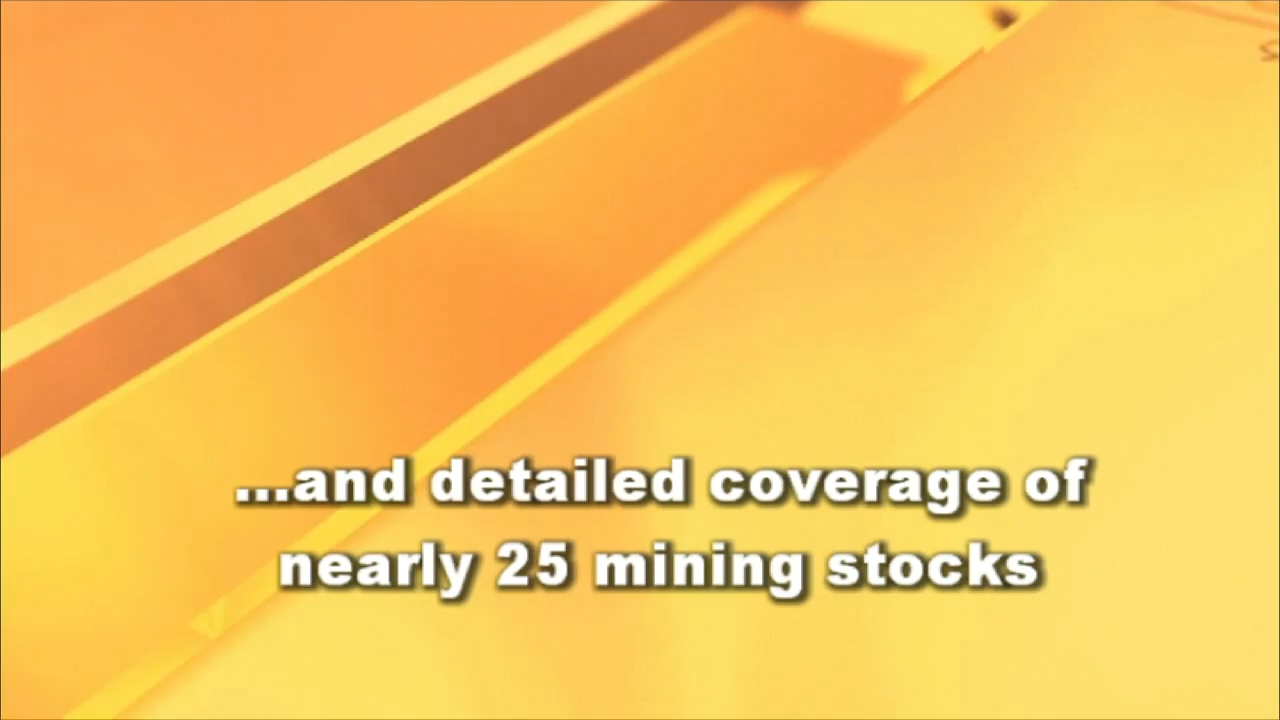 ...and detailed coverage of
nearly 25 mining stocks